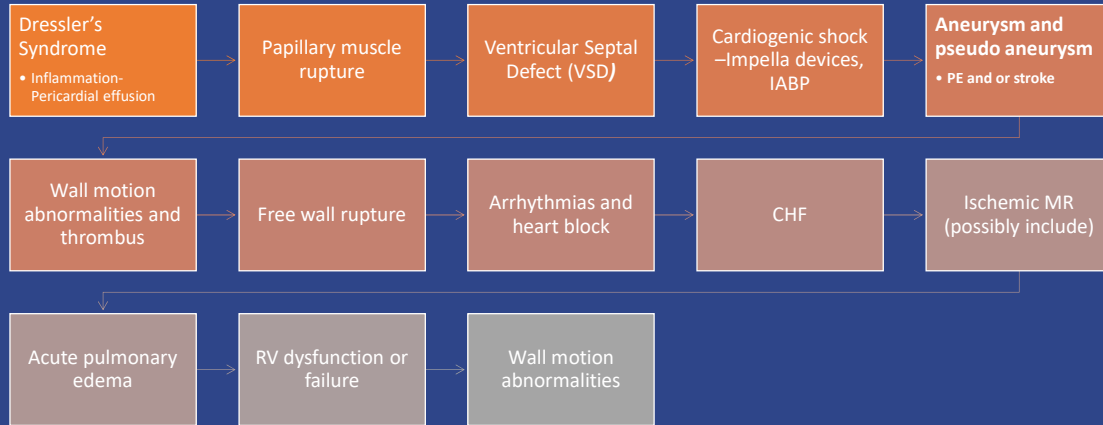 Dressler’s
Syndrome
• Inflammation-
Pericardial effusion
Papillary muscle
rupture
Ventricular Septal
Defect (VSD)
Cardiogenic shock
–Impella devices,
IABP
Aneurysm and
pseudo aneurysm
• PE and or stroke
Wall motion
abnormalities and
thrombus
Free wall rupture
Arrhythmias and
heart block
CHF
Ischemic MR
(possibly include)
Acute pulmonary
edema
RV dysfunction or
failure
Wall motion
abnormalities